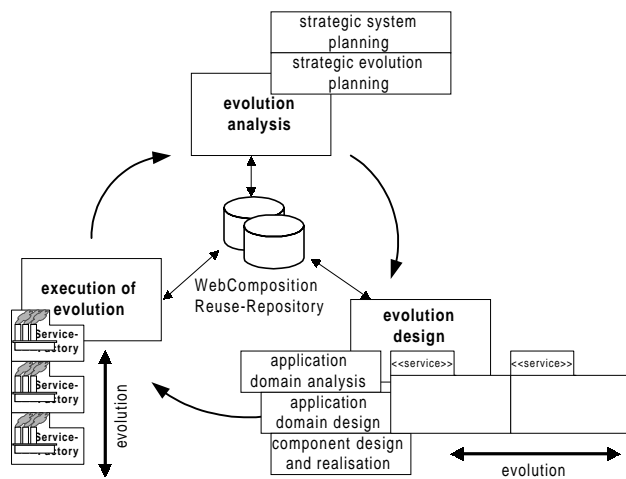 strategic system
planning
strategic evolution
planning
evolution
analysis
WebComposition
Reuse-Repository
execution of
evolution
Service-
Factory
Service-
Factory
Service-
Factory
evolution
evolution
design
application
domain analysis
application
domain design
component design
and realisation
<<service>>
<<service>>
evolution